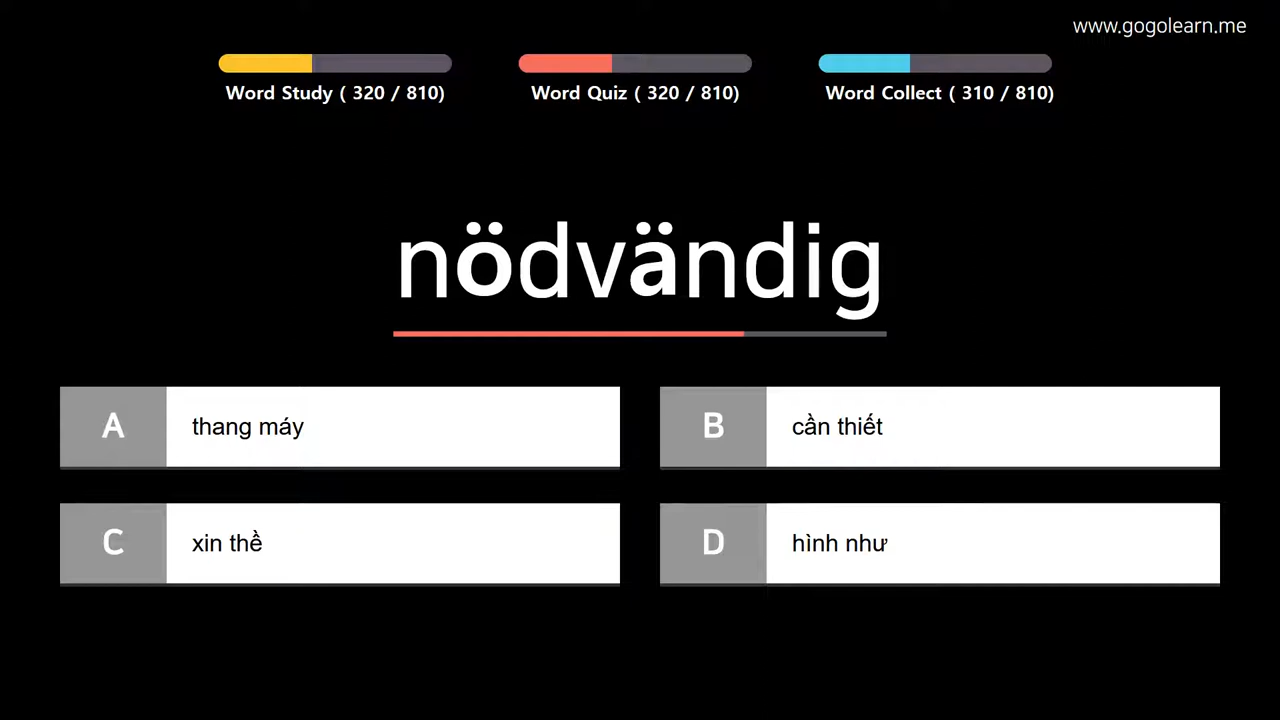 www.gogolearn.me
Word Study ( 320 / 810)
Word Quiz ( 320 / 810)
Word Collect ( 310 / 810)
nödvändig
A thang máy
B cần thiết
C xin thề
D hình như